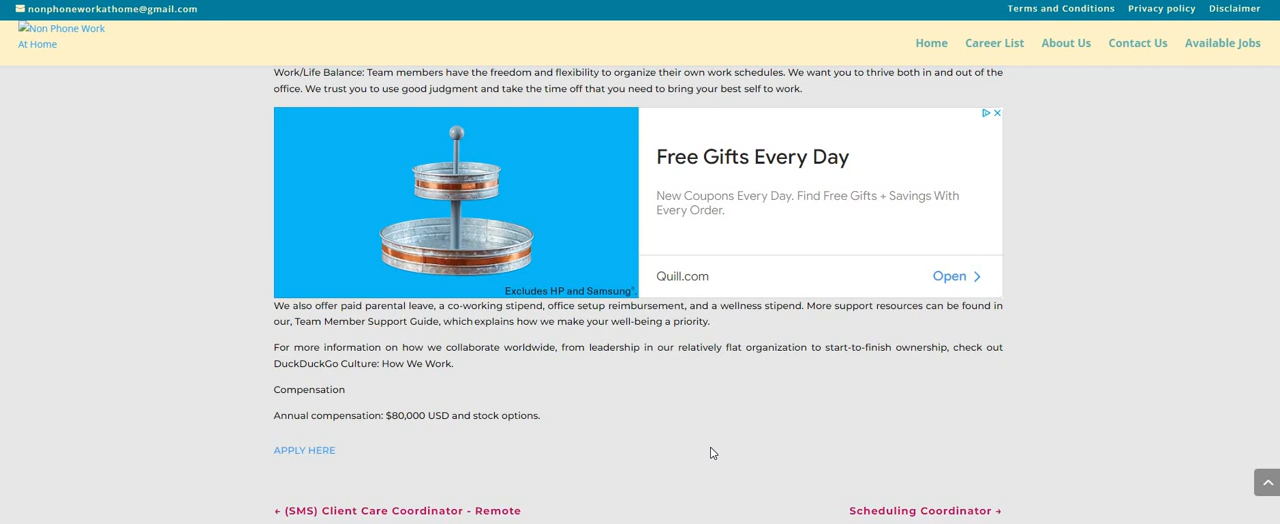 nonphoneworkathome@gmail.com
Terms and Conditions Privacy policy Disclaimer
Non Phone Work
At Home
Home Career List About Us Contact Us Available Jobs
Work/Life Balance: Team members have the freedom and flexibility to organize their own work schedules. We want you to thrive both in and out of the
office. We trust you to use good judgment and take the time off that you need to bring your best self to work.
Free Gifts Every Day
New Coupons Every Day. Find Free Gifts + Savings With
Every Order.
Quill.com Open
Excludes HP and Samsung*.
We also offer paid parental leave, a co-working stipend, office setup reimbursement, and a wellness stipend. More support resources can be found in
our, Team Member Support Guide, which explains how we make your well-being a priority.
For more information on how we collaborate worldwide, from leadership in our relatively flat organization to start-to-finish ownership, check out
DuckDuckGo Culture: How We Work.
Compensation
Annual compensation: $80,000 USD and stock options.
APPLY HERE
← (SMS) Client Care Coordinator - Remote
Scheduling Coordinator →